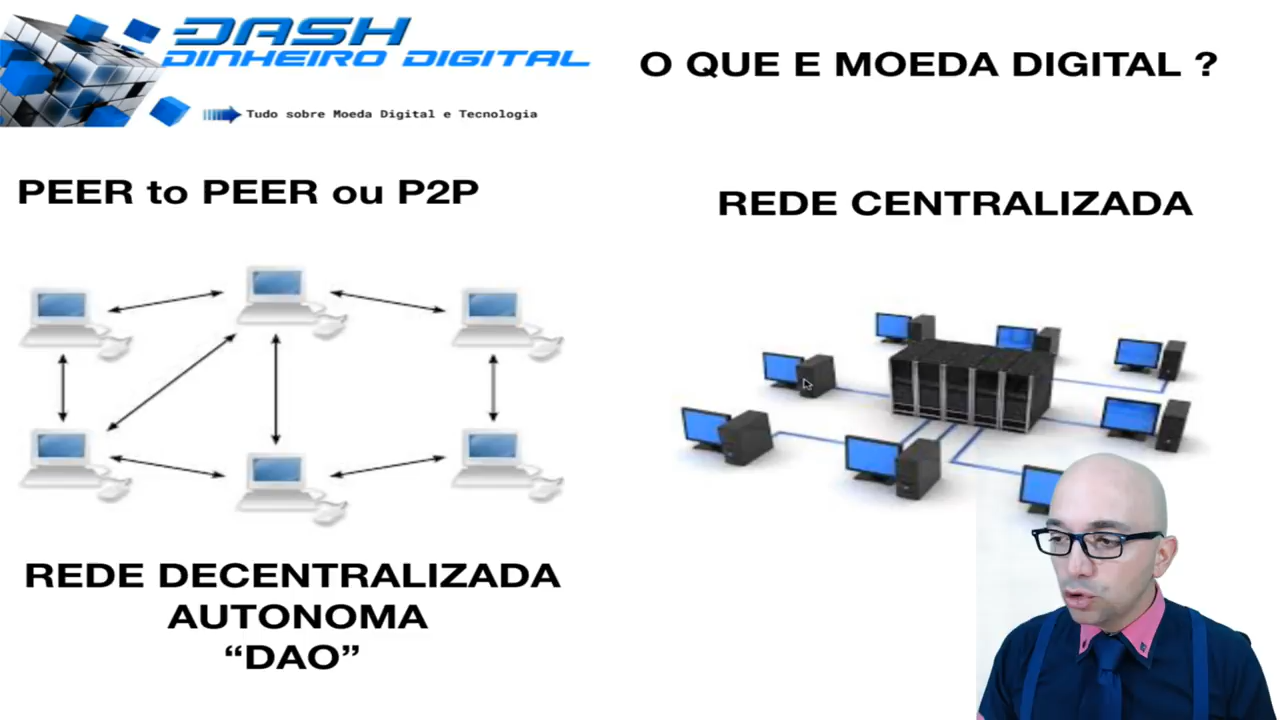 DASH
DINHEIRO DIGITAL
Tudo sobre Moeda Digital e Tecnologia
O QUE E MOEDA DIGITAL ?
PEER to PEER ou P2P
REDE CENTRALIZADA
REDE DECENTRALIZADA
AUTONOMA
“DAO”